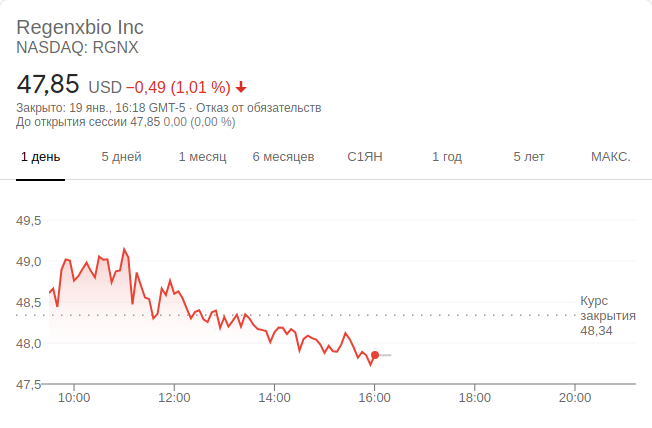 Regenxbio Inc
NASDAQ: RGNX
47,85 USD −0,49 (1,01 %)
Закрыто: 19 янв., 16:18 GMT-5 · Отказ от обязательств
До открытия сессии 47,85 0,00 (0,00 %)
1 день 5 дней 1 месяц 6 месяцев С1ЯН 1 год 5 лет МАКС.
49,5
49,0
48,5
48,0
47,5
Курс
закрытия
48,34
10:00 12:00 14:00 16:00 18:00 20:00